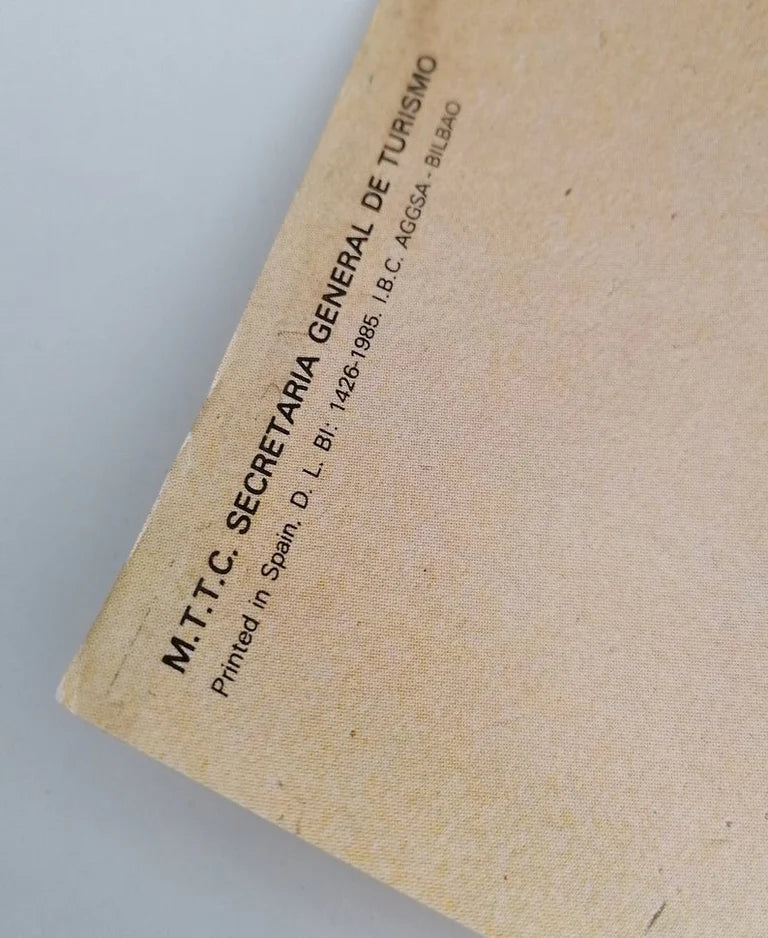 M.T.T.C. SECRETARIA GENERAL DE TURISMO
Printed in Spain. D. L. BI: 1426-1985. I.B.C. AGGSA - BILBAO